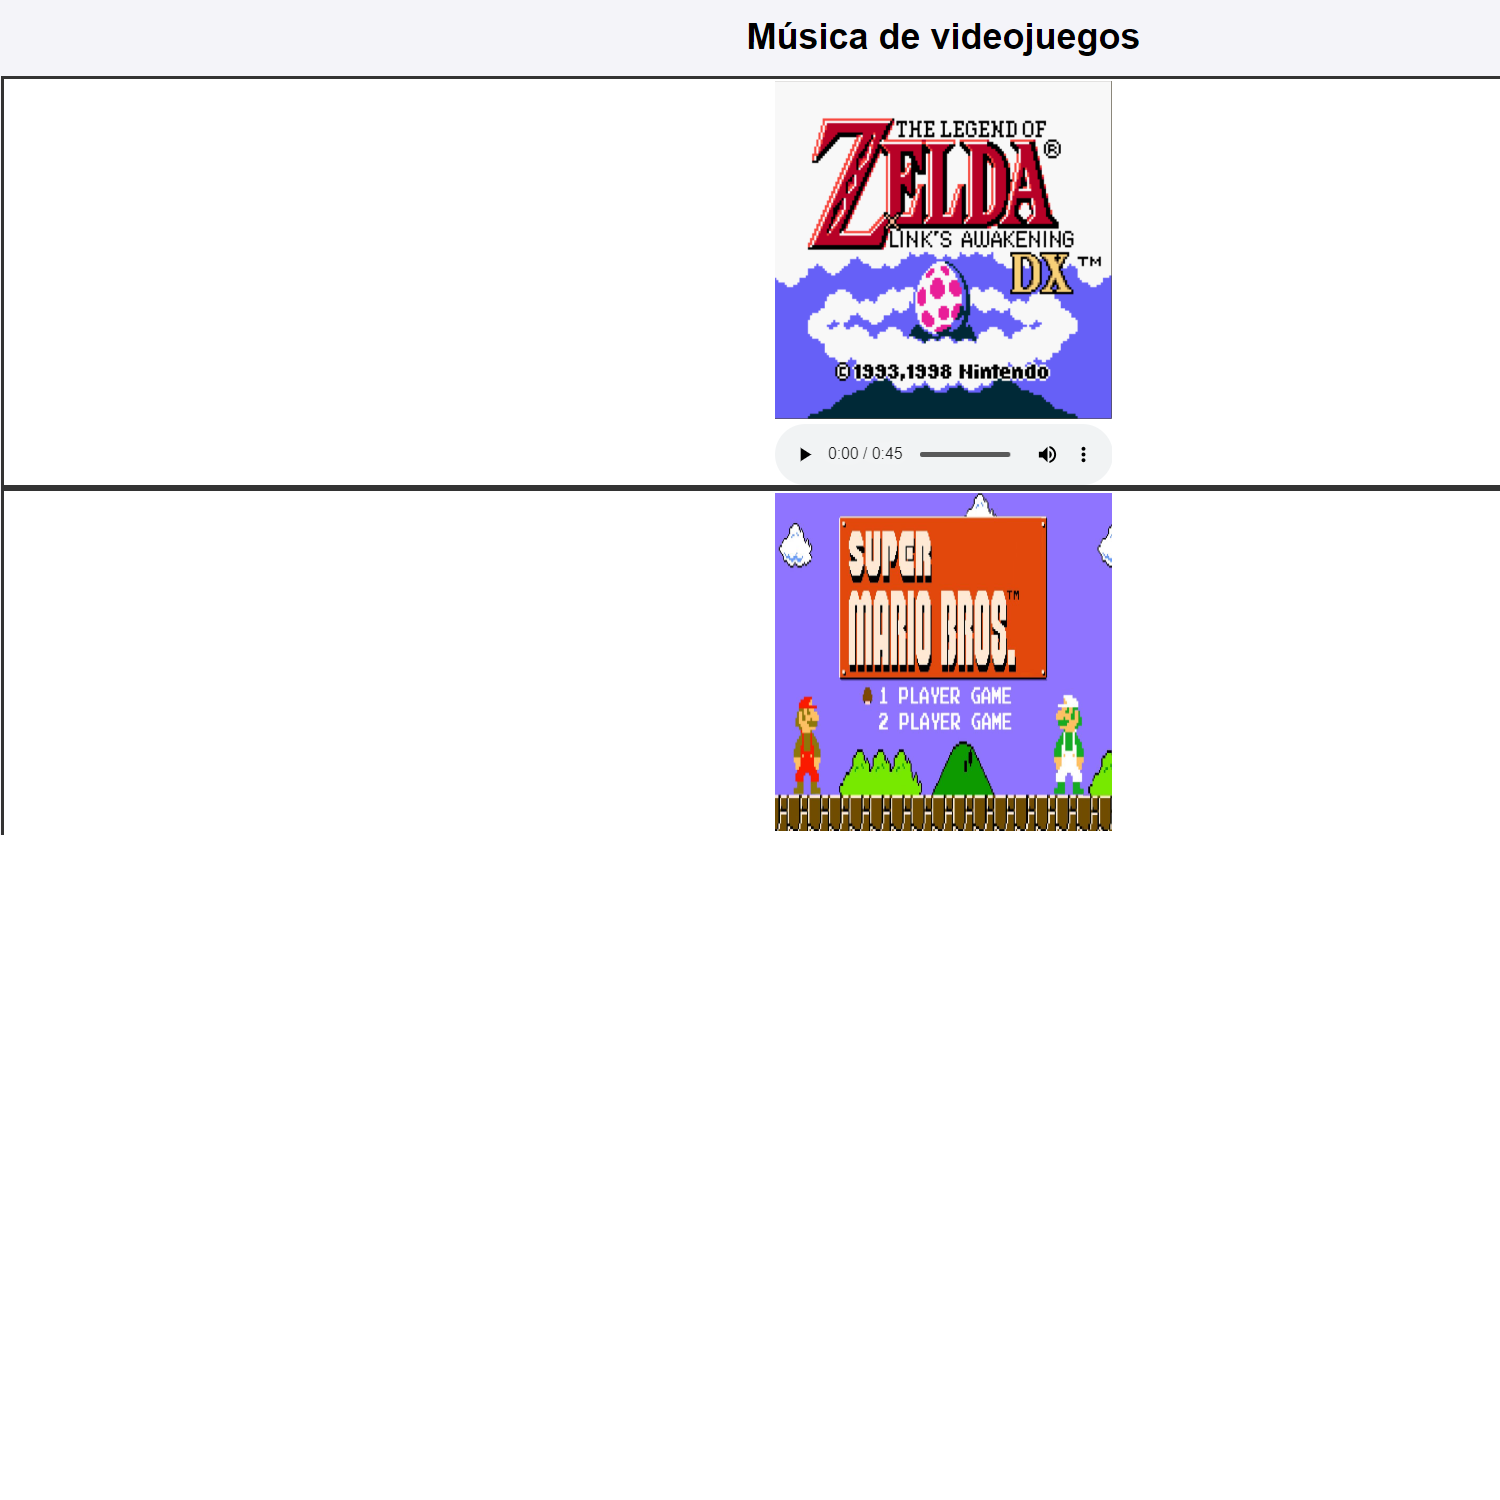 Música de videojuegos
THE LEGEND OF
ZELDA®
LINK'S AWAKENING
DX™
©1993,1998 Nintendo
0:00 / 0:45
SUPER
MARIO BROS.™
1 PLAYER GAME
2 PLAYER GAME